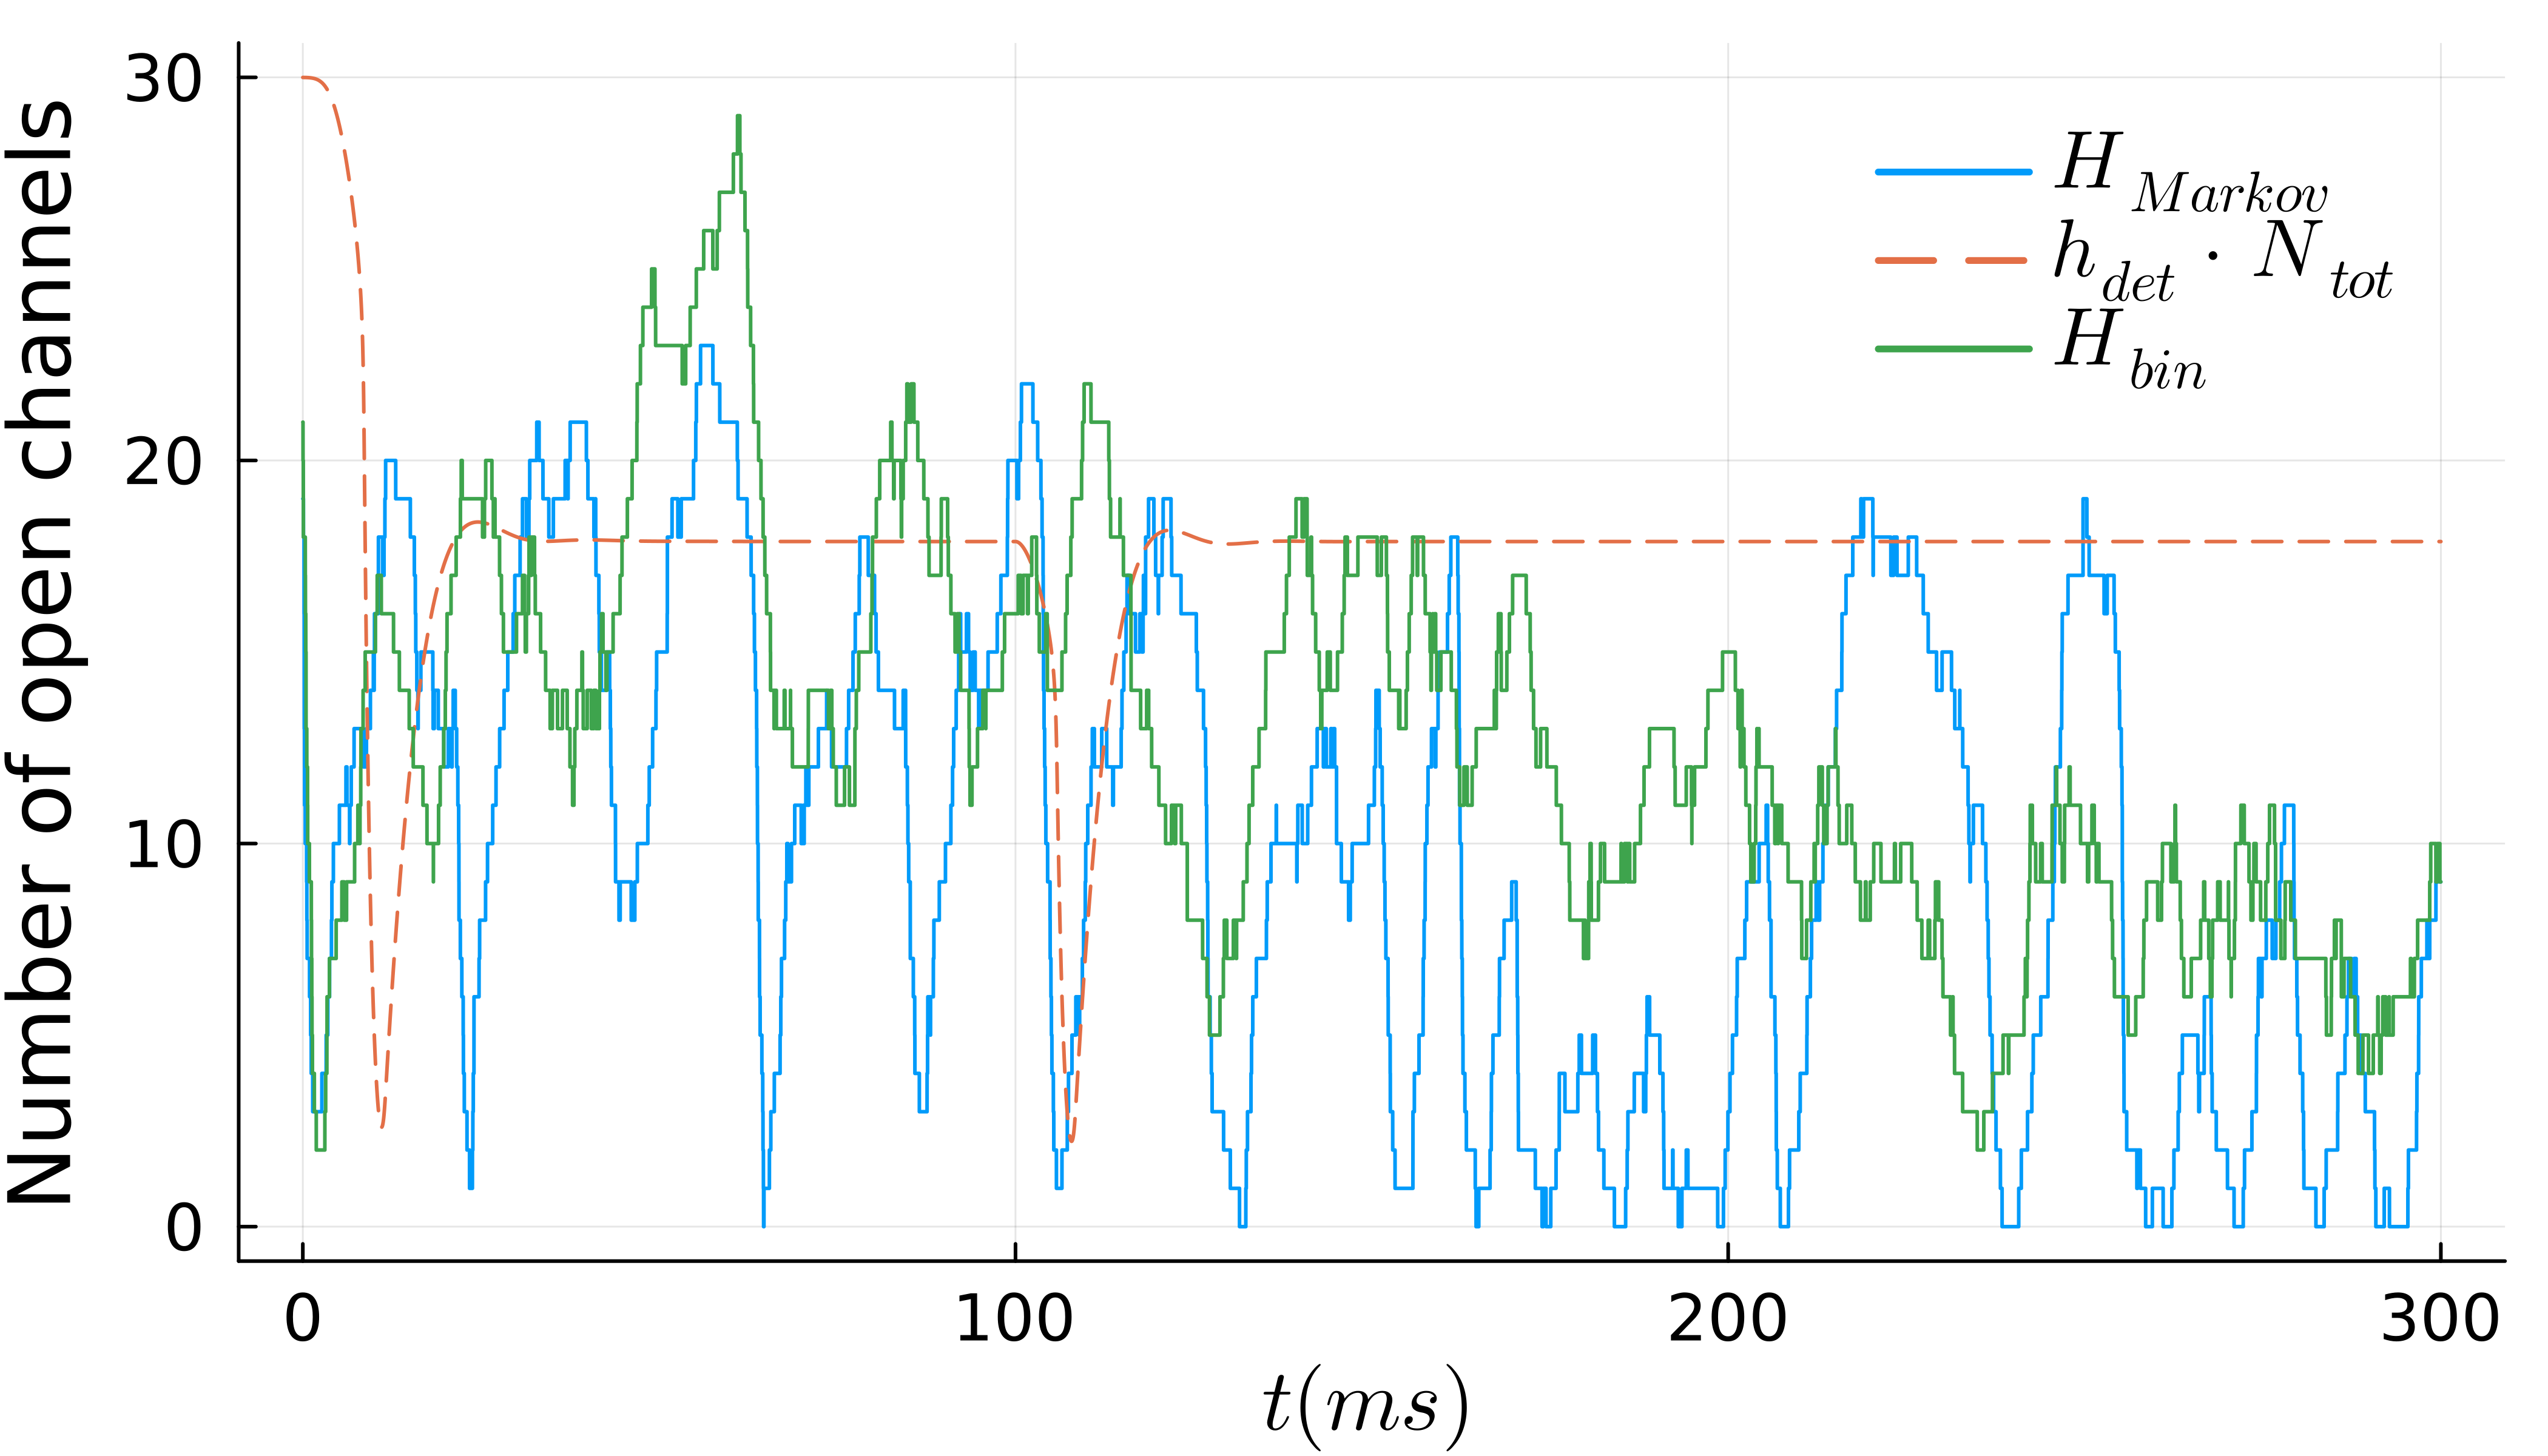 Number of open channels
30
20
10
0
0 100 200 300
t(ms)
H_Markov
h_det · N_tot
H_bin